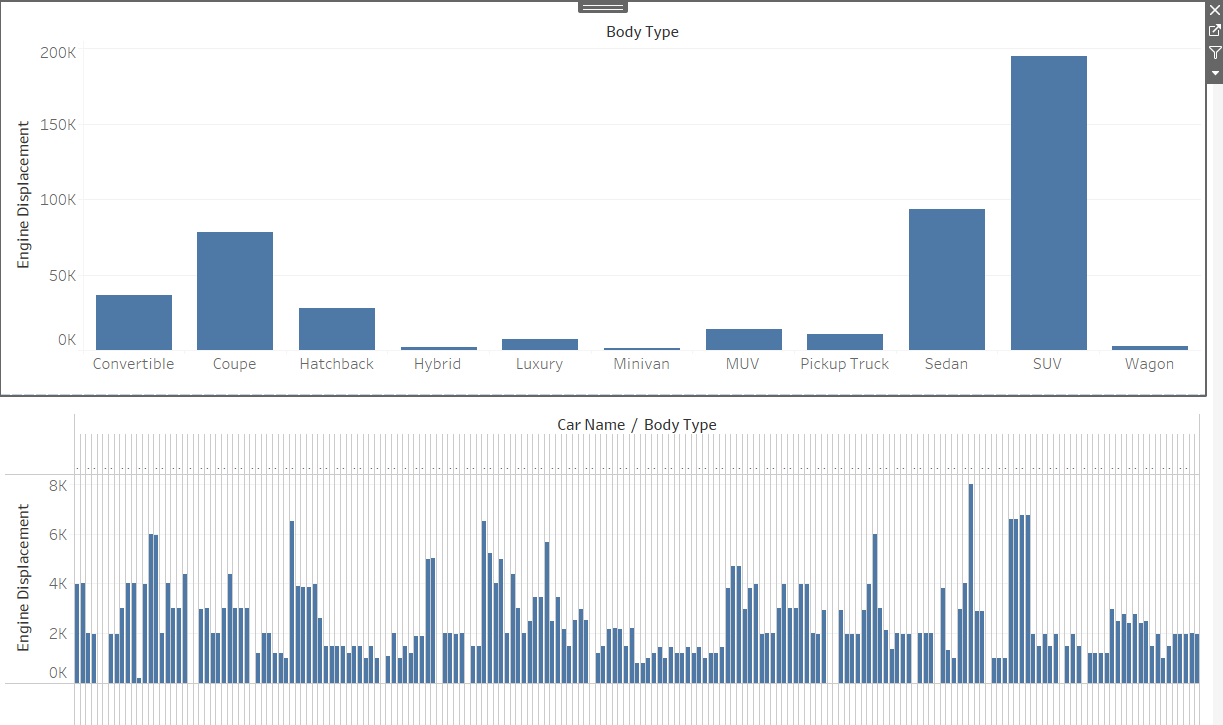 Body Type
200K
150K
100K
50K
0K
Engine Displacement
Convertible Coupe Hatchback Hybrid Luxury Minivan MUV Pickup Truck Sedan SUV Wagon
Car Name / Body Type
8K
6K
4K
2K
0K
Engine Displacement